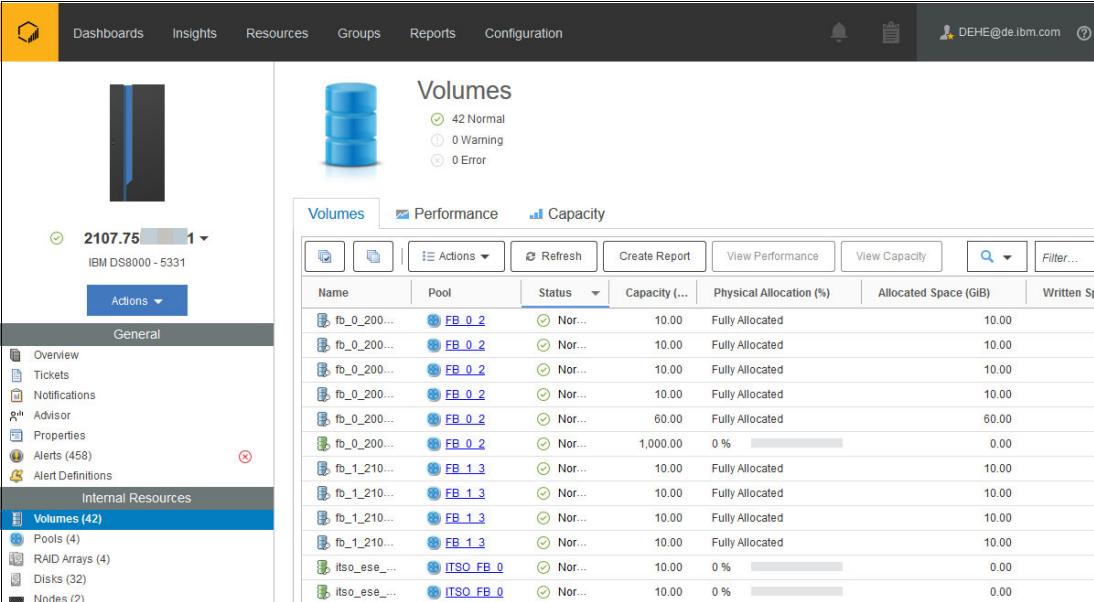 Dashboards Insights Resources Groups Reports Configuration DEHE@de.ibm.com
2107.75 1
IBM DS8000 - 5331
Actions
General
Overview
Tickets
Notifications
Advisor
Properties
Alerts (458)
Alert Definitions
Internal Resources
Volumes (42)
Pools (4)
RAID Arrays (4)
Disks (32)
Nodes (2)
Volumes
42 Normal
0 Warning
0 Error
Volumes Performance Capacity
Actions Refresh Create Report View Performance View Capacity Filter...
Name Pool Status Capacity (... Physical Allocation (%) Allocated Space (GiB) Written Sp
fb_0_200... FB_0_2 Nor... 10.00 Fully Allocated 10.00
fb_0_200... FB_0_2 Nor... 10.00 Fully Allocated 10.00
fb_0_200... FB_0_2 Nor... 10.00 Fully Allocated 10.00
fb_0_200... FB_0_2 Nor... 10.00 Fully Allocated 10.00
fb_0_200... FB_0_2 Nor... 60.00 Fully Allocated 60.00
fb_0_200... FB_0_2 Nor... 1,000.00 0 % 0.00
fb_1_210... FB_1_3 Nor... 10.00 Fully Allocated 10.00
fb_1_210... FB_1_3 Nor... 10.00 Fully Allocated 10.00
fb_1_210... FB_1_3 Nor... 10.00 Fully Allocated 10.00
fb_1_210... FB_1_3 Nor... 10.00 Fully Allocated 10.00
itso_ese_... ITSO_FB_0 Nor... 10.00 0 % 0.00
itso_ese_... ITSO_FB_0 Nor... 10.00 0 % 0.00